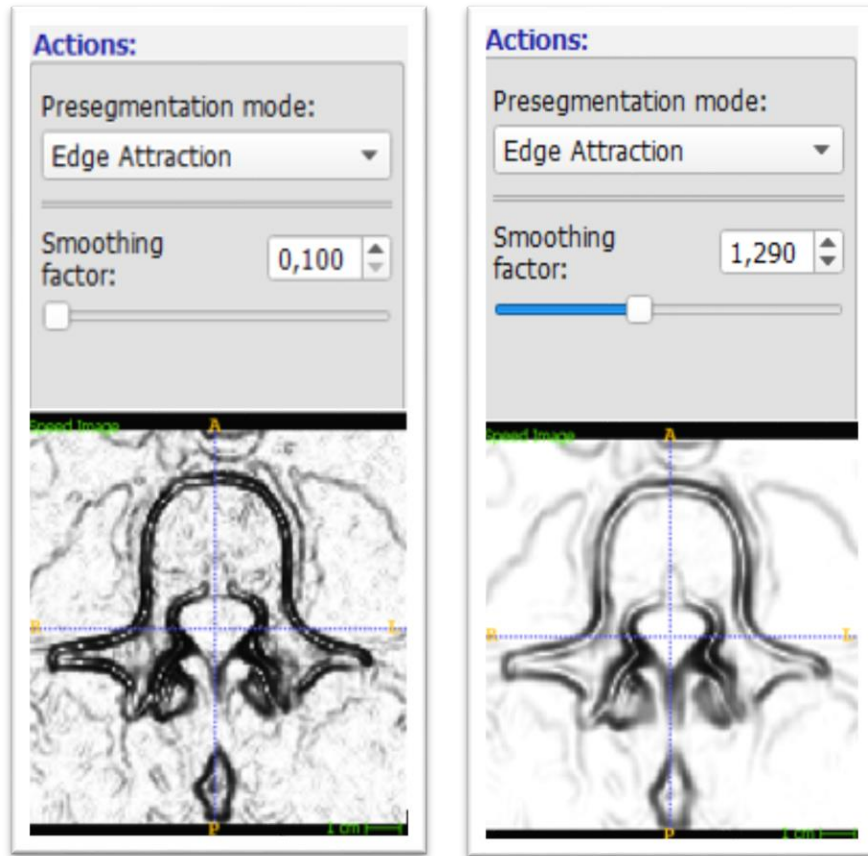 Actions:
Presegmentation mode:
Edge Attraction
Smoothing
factor:
0,100
Speed Image
A
R
L
P
1 cm
Actions:
Presegmentation mode:
Edge Attraction
Smoothing
factor:
1,290
Speed Image
A
R
L
P
1 cm